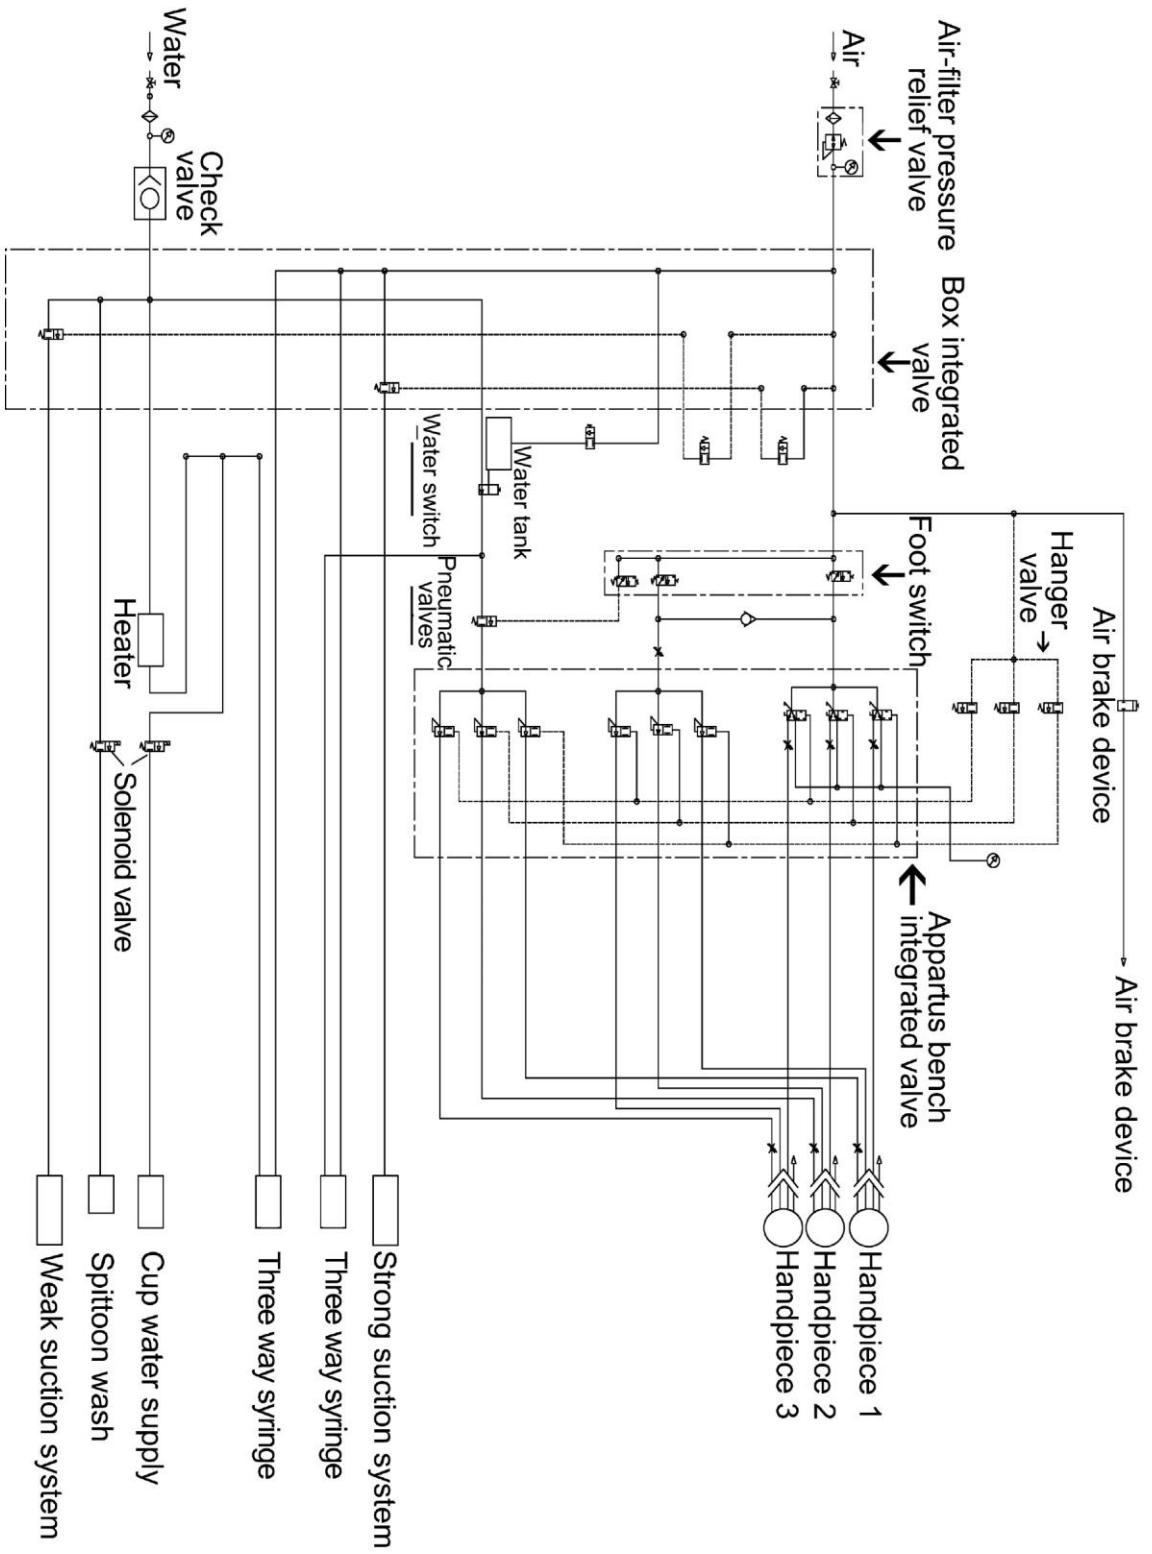 Air brake device
Air brake device
Hanger
valve
Air-filter pressure
relief valve
Box integrated
valve
Foot switch
Appartus bench
integrated valve
Air
Handpiece 1
Handpiece 2
Handpiece 3
Water tank
Water switch
Pneumatic
valves
Strong suction system
Three way syringe
Three way syringe
Water
Check
valve
Heater
Solenoid valve
Cup water supply
Spittoon wash
Weak suction system